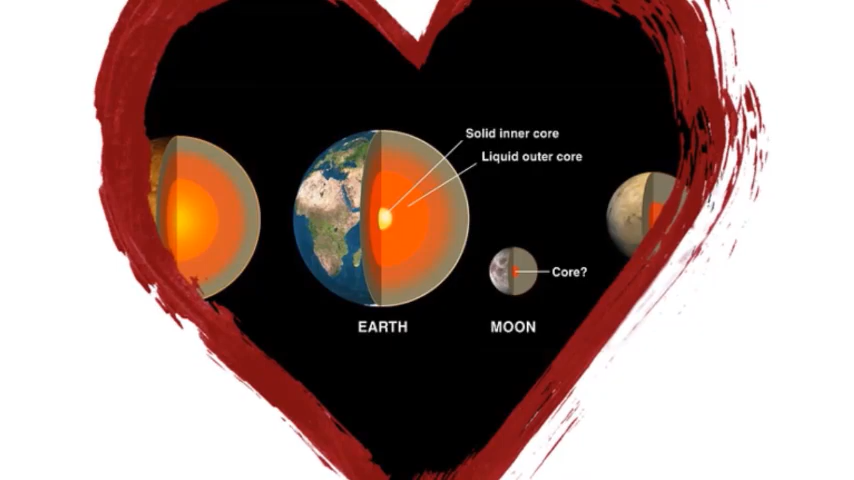 Solid inner core
Liquid outer core
Core?
EARTH
MOON